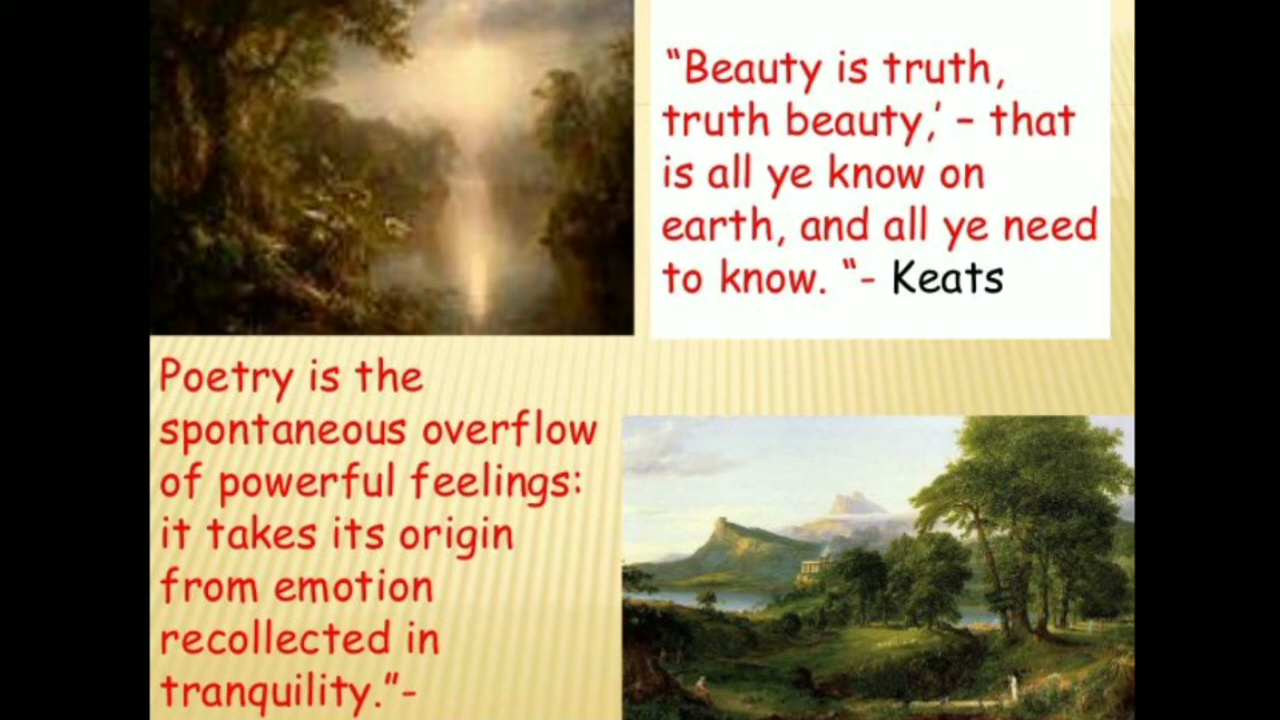 “Beauty is truth,
truth beauty,’ – that
is all ye know on
earth, and all ye need
to know. “- Keats
Poetry is the
spontaneous overflow
of powerful feelings:
it takes its origin
from emotion
recollected in
tranquility.”-